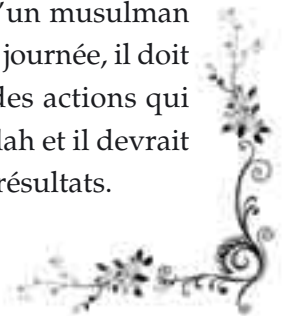 ’un musulman
journée, il doit
des actions qui
lah et il devrait
résultats.